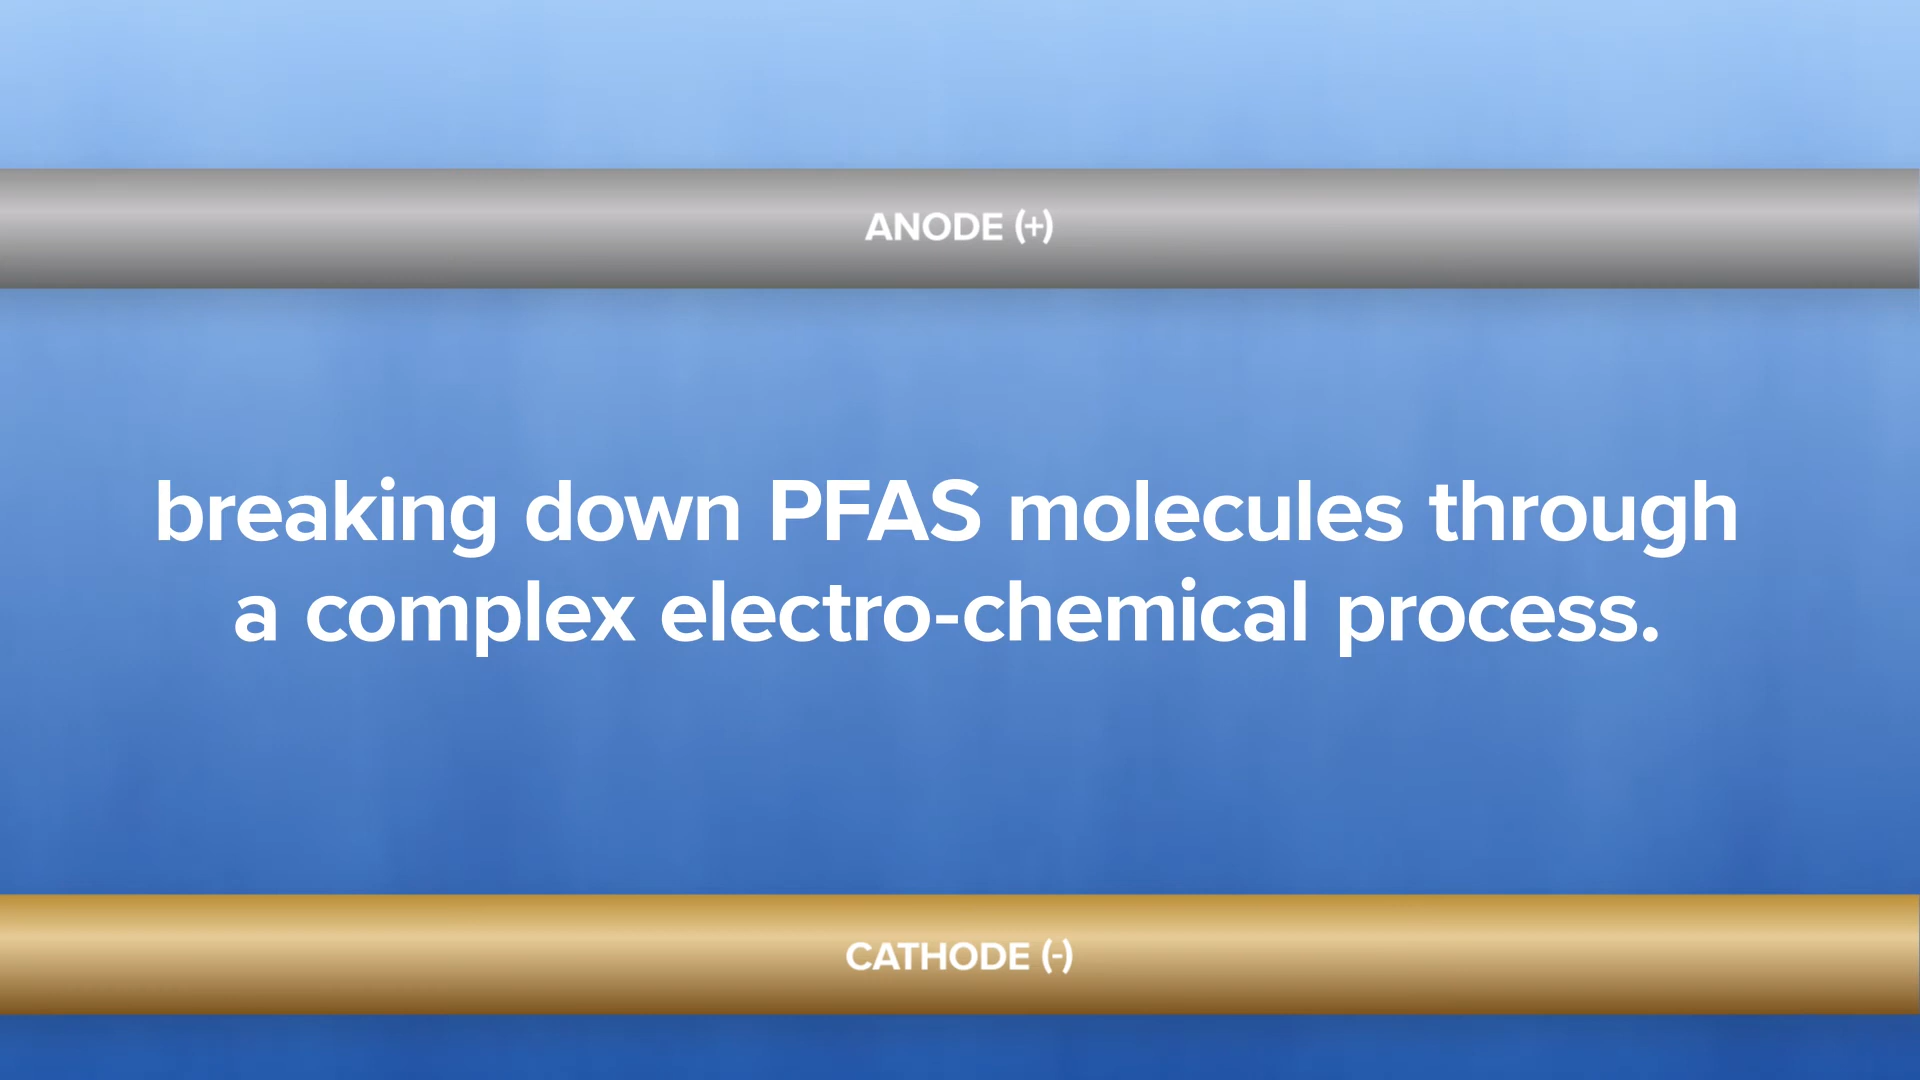 ANODE (+)
breaking down PFAS molecules through
a complex electro-chemical process.
CATHODE (-)